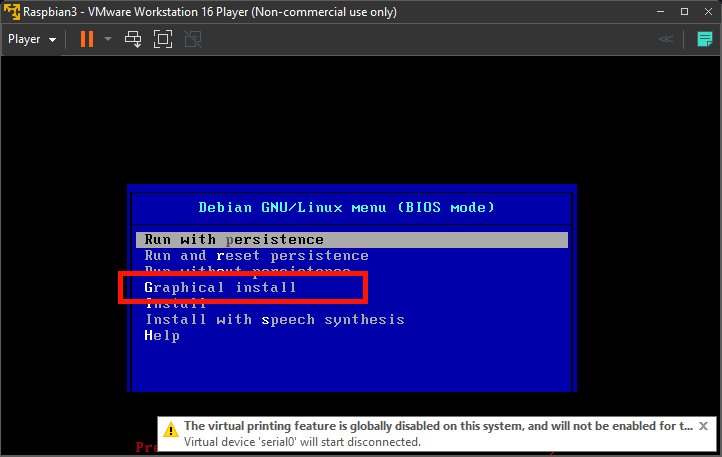 Raspbian3 - VMware Workstation 16 Player (Non-commercial use only)
Player
Debian GNU/Linux menu (BIOS mode)
Run with persistence
Run and reset persistence
Run without persistence
Graphical install
Install
Install with speech synthesis
Help
The virtual printing feature is globally disabled on this system, and will not be enabled for t...
Virtual device 'serial0' will start disconnected.
Pre